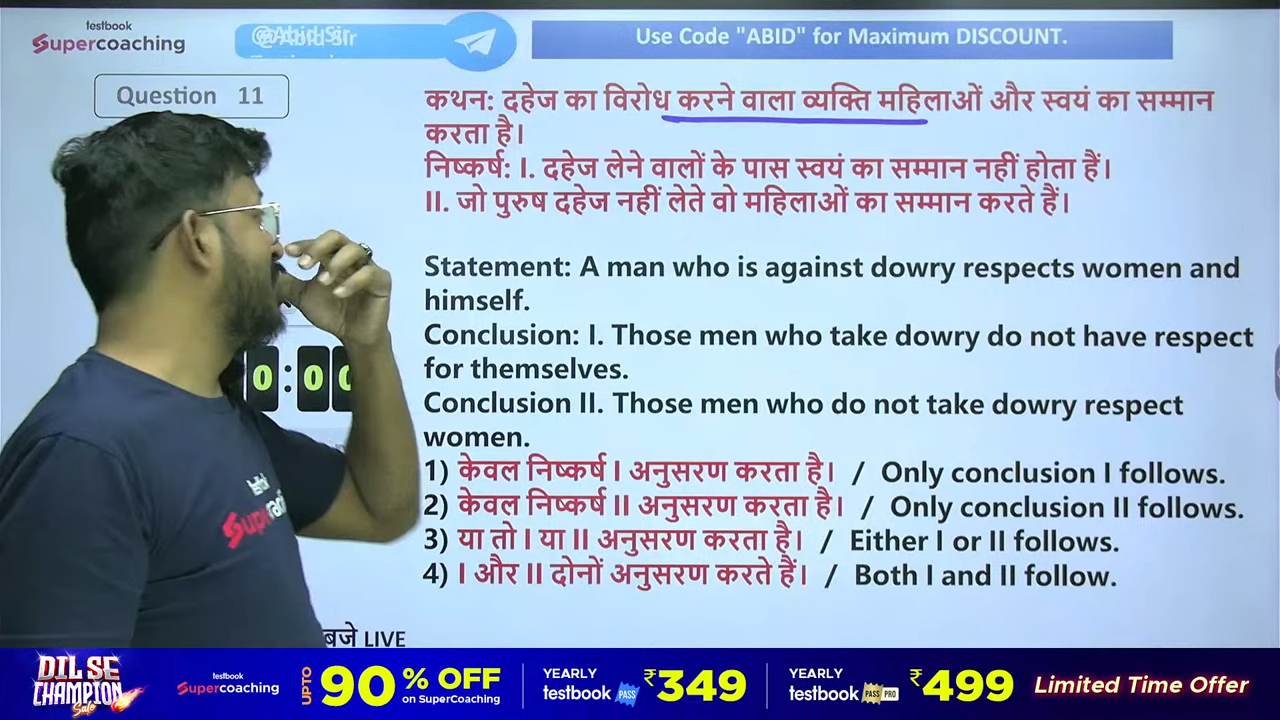 testbook
Supercoaching
@Abid Sir
Use Code "ABID" for Maximum DISCOUNT.
Question 11
कथन: दहेज का विरोध करने वाला व्यक्ति महिलाओं और स्वयं का सम्मान
करता है।
निष्कर्ष: I. दहेज लेने वालों के पास स्वयं का सम्मान नहीं होता हैं।
II. जो पुरुष दहेज नहीं लेते वो महिलाओं का सम्मान करते हैं।
Statement: A man who is against dowry respects women and
himself.
Conclusion: I. Those men who take dowry do not have respect
for themselves.
Conclusion II. Those men who do not take dowry respect
women.
1) केवल निष्कर्ष I अनुसरण करता है। / Only conclusion I follows.
2) केवल निष्कर्ष II अनुसरण करता है। / Only conclusion II follows.
3) या तो I या II अनुसरण करता है। / Either I or II follows.
4) I और II दोनों अनुसरण करते हैं। / Both I and II follow.
0:00
बजे LIVE
DIL SE
CHAMPION
Sale
testbook
Supercoaching
UPTO 90% OFF
on SuperCoaching
YEARLY
testbook PASS
₹349
YEARLY
testbook PASS PRO
₹499
Limited Time Offer